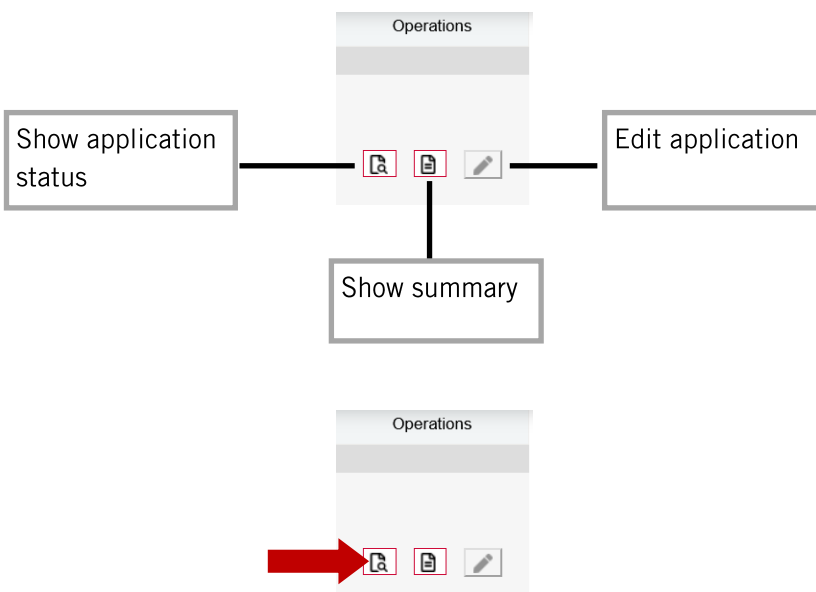 Operations
Show application
status
Edit application
Show summary
Operations